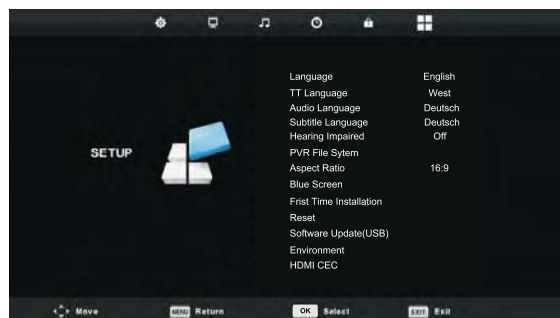 Language English
TT Language West
Audio Language Deutsch
Subtitle Language Deutsch
Hearing Impaired Off
SETUP
PVR File Sytem
Aspect Ratio 16:9
Blue Screen
Frist Time Installation
Reset
Software Update(USB)
Environment
HDMI CEC
Move MENU Return OK Select EXIT Exit